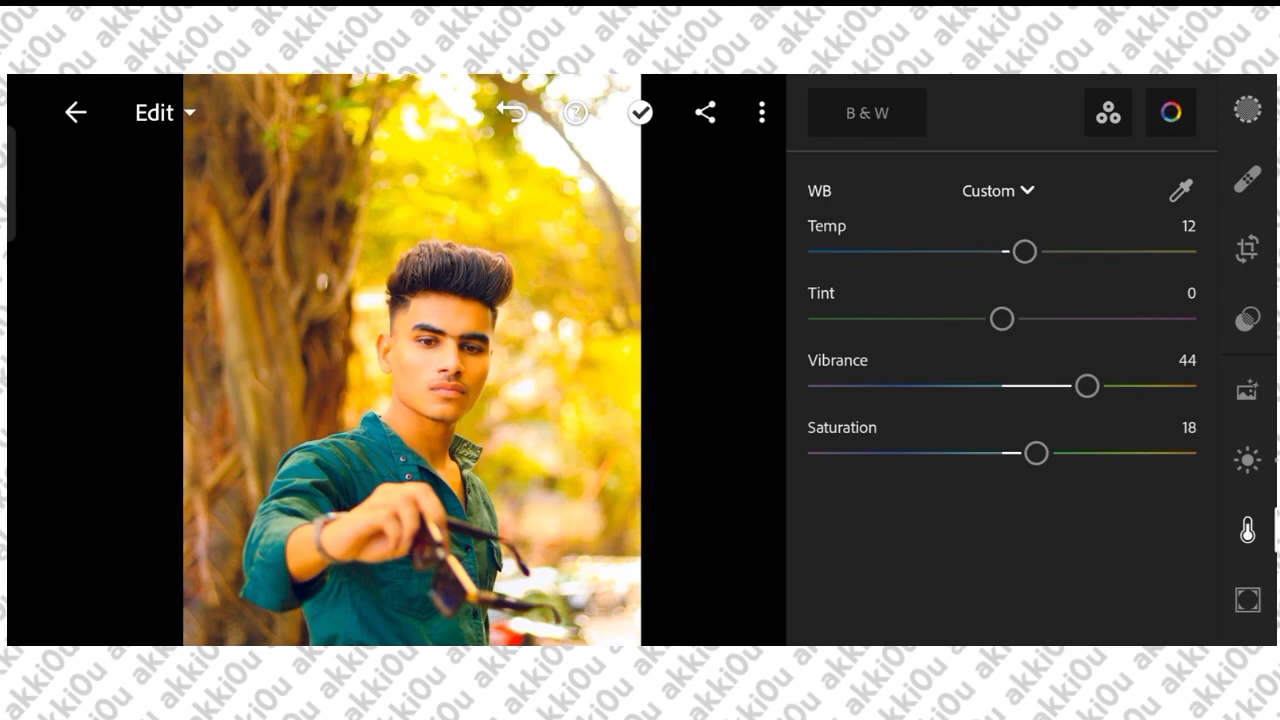 Edit
B & W
WB
Custom
Temp
12
Tint
0
Vibrance
44
Saturation
18
akki0u